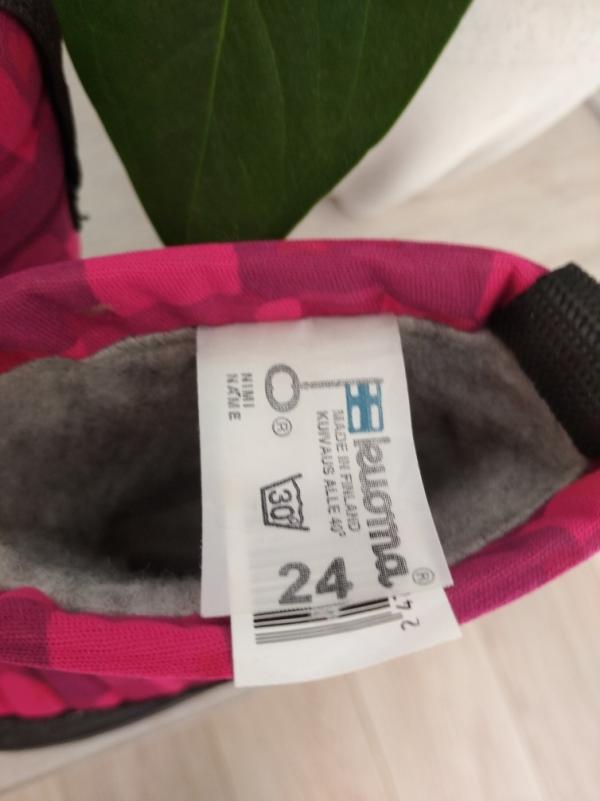 kuoma®
MADE IN FINLAND
KUIVAUS ALLE 40°
®
NIMI
NAME
30°
24